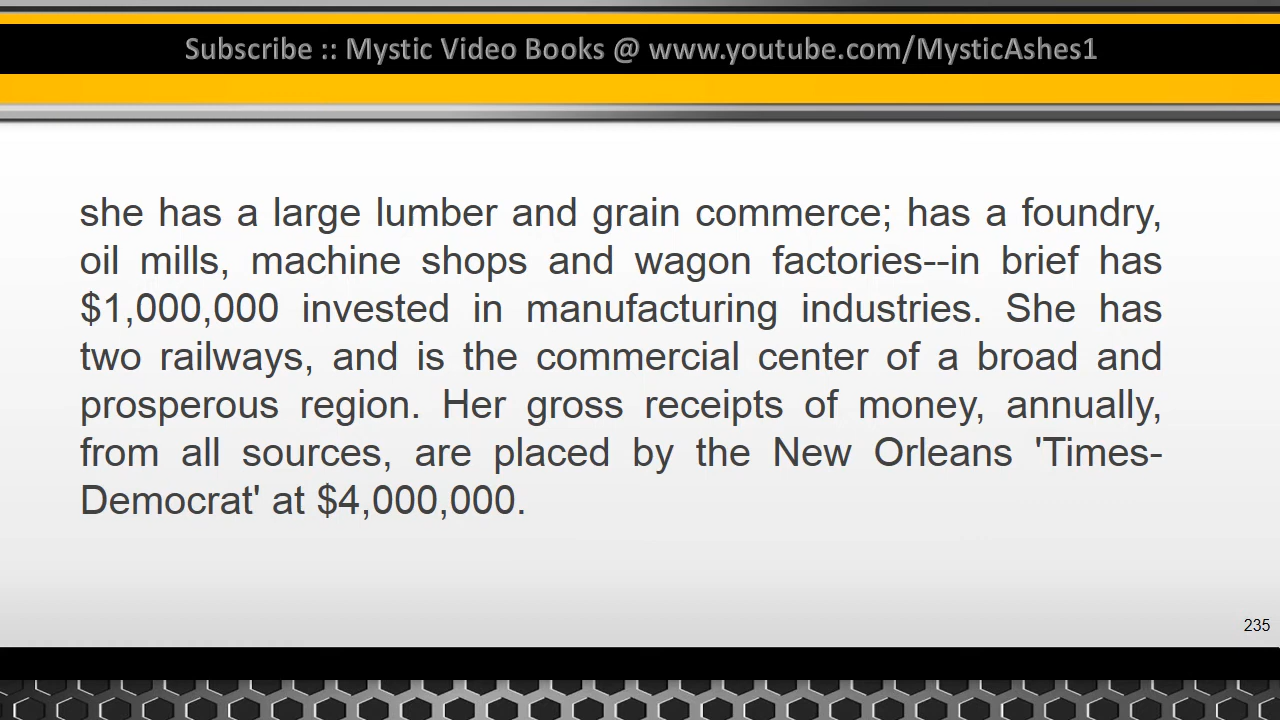 Subscribe :: Mystic Video Books @ www.youtube.com/MysticAshes1
she has a large lumber and grain commerce; has a foundry,
oil mills, machine shops and wagon factories--in brief has
$1,000,000 invested in manufacturing industries. She has
two railways, and is the commercial center of a broad and
prosperous region. Her gross receipts of money, annually,
from all sources, are placed by the New Orleans 'Times-
Democrat' at $4,000,000.
235